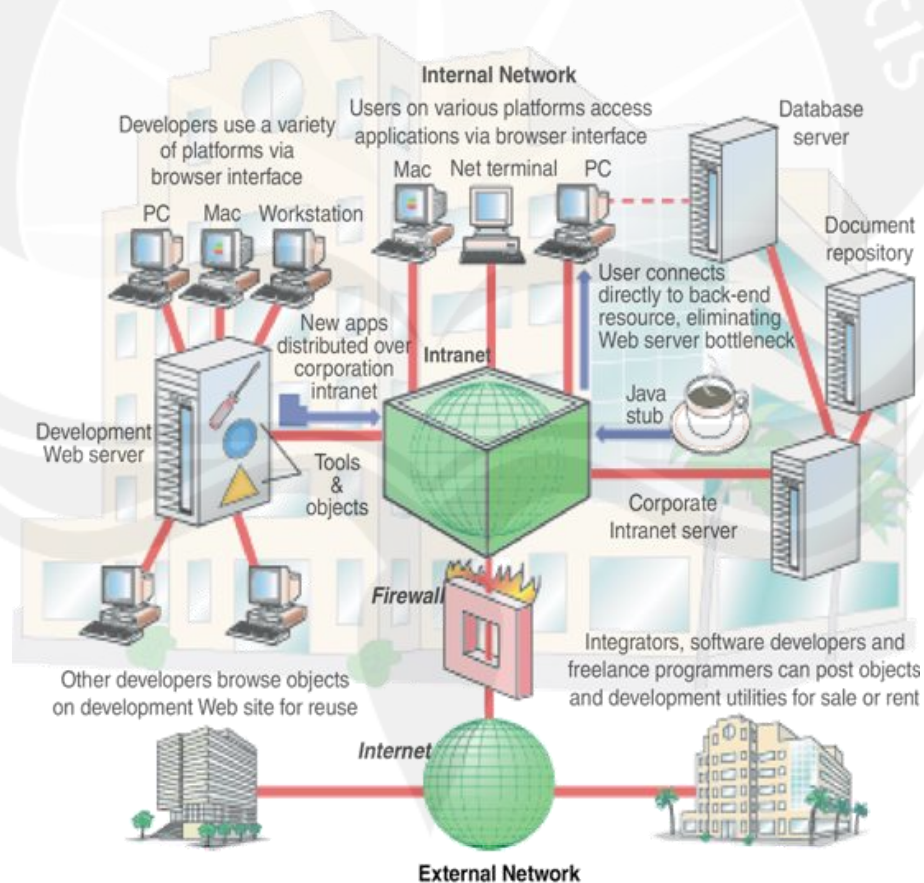 CIS
Internal Network
Users on various platforms access
applications via browser interface
Mac
Net terminal
PC
Database
server
Developers use a variety
of platforms via
browser interface
PC
Mac
Workstation
Document
repository
User connects
directly to back-end
resource, eliminating
Web server bottleneck
New apps
distributed over
corporation
intranet
Intranet
Java
stub
Development
Web server
Tools
&
objects
Corporate
Intranet server
Firewall
Other developers browse objects
on development Web site for reuse
Integrators, software developers and
freelance programmers can post objects
and development utilities for sale or rent
Internet
External Network